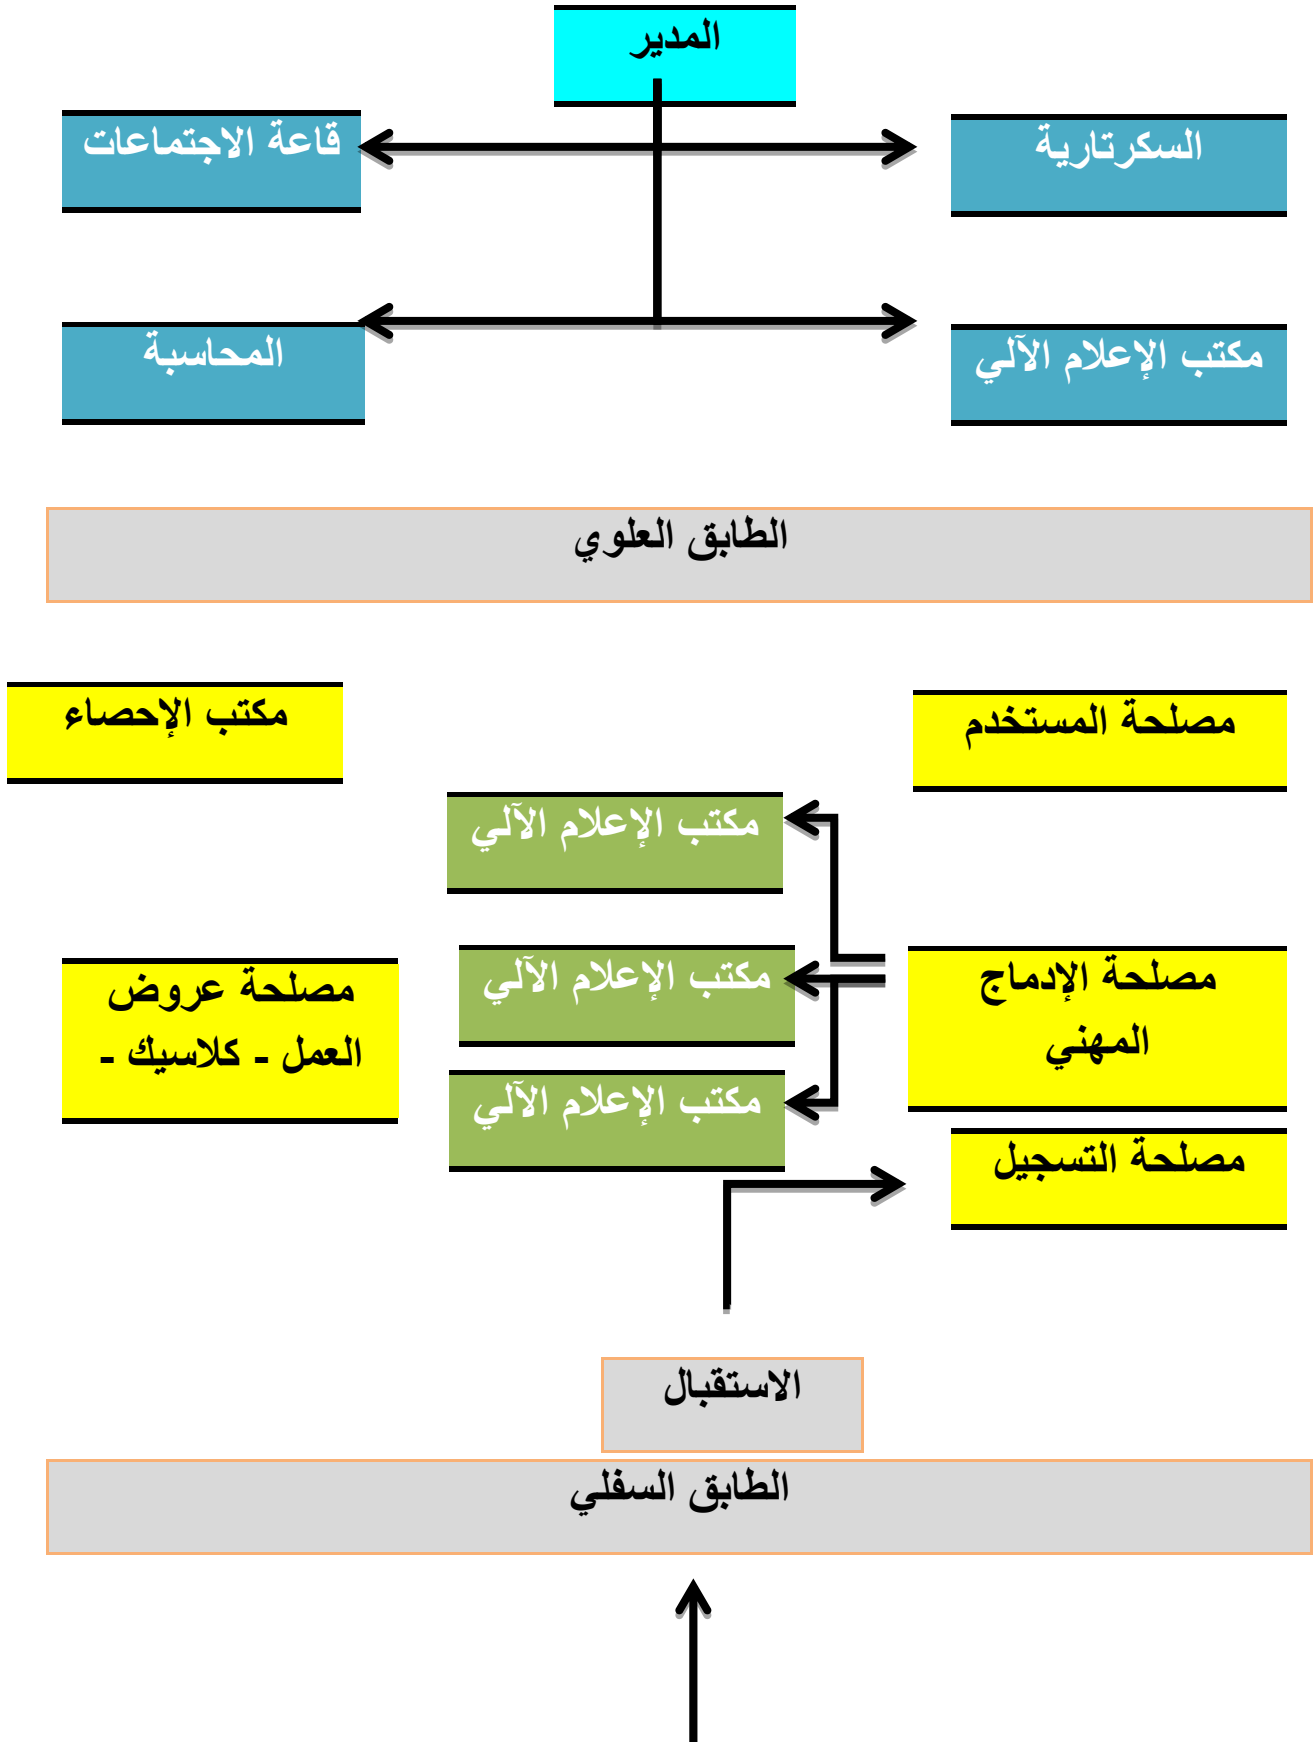 المدير
السكرتارية
قاعة الاجتماعات
مكتب الإعلام الآلي
المحاسبة
الطابق العلوي
مصلحة المستخدم
مكتب الإحصاء
مكتب الإعلام الآلي
مصلحة الإدماج
المهني
مكتب الإعلام الآلي
مصلحة عروض
العمل - كلاسيك -
مكتب الإعلام الآلي
مصلحة التسجيل
الاستقبال
الطابق السفلي